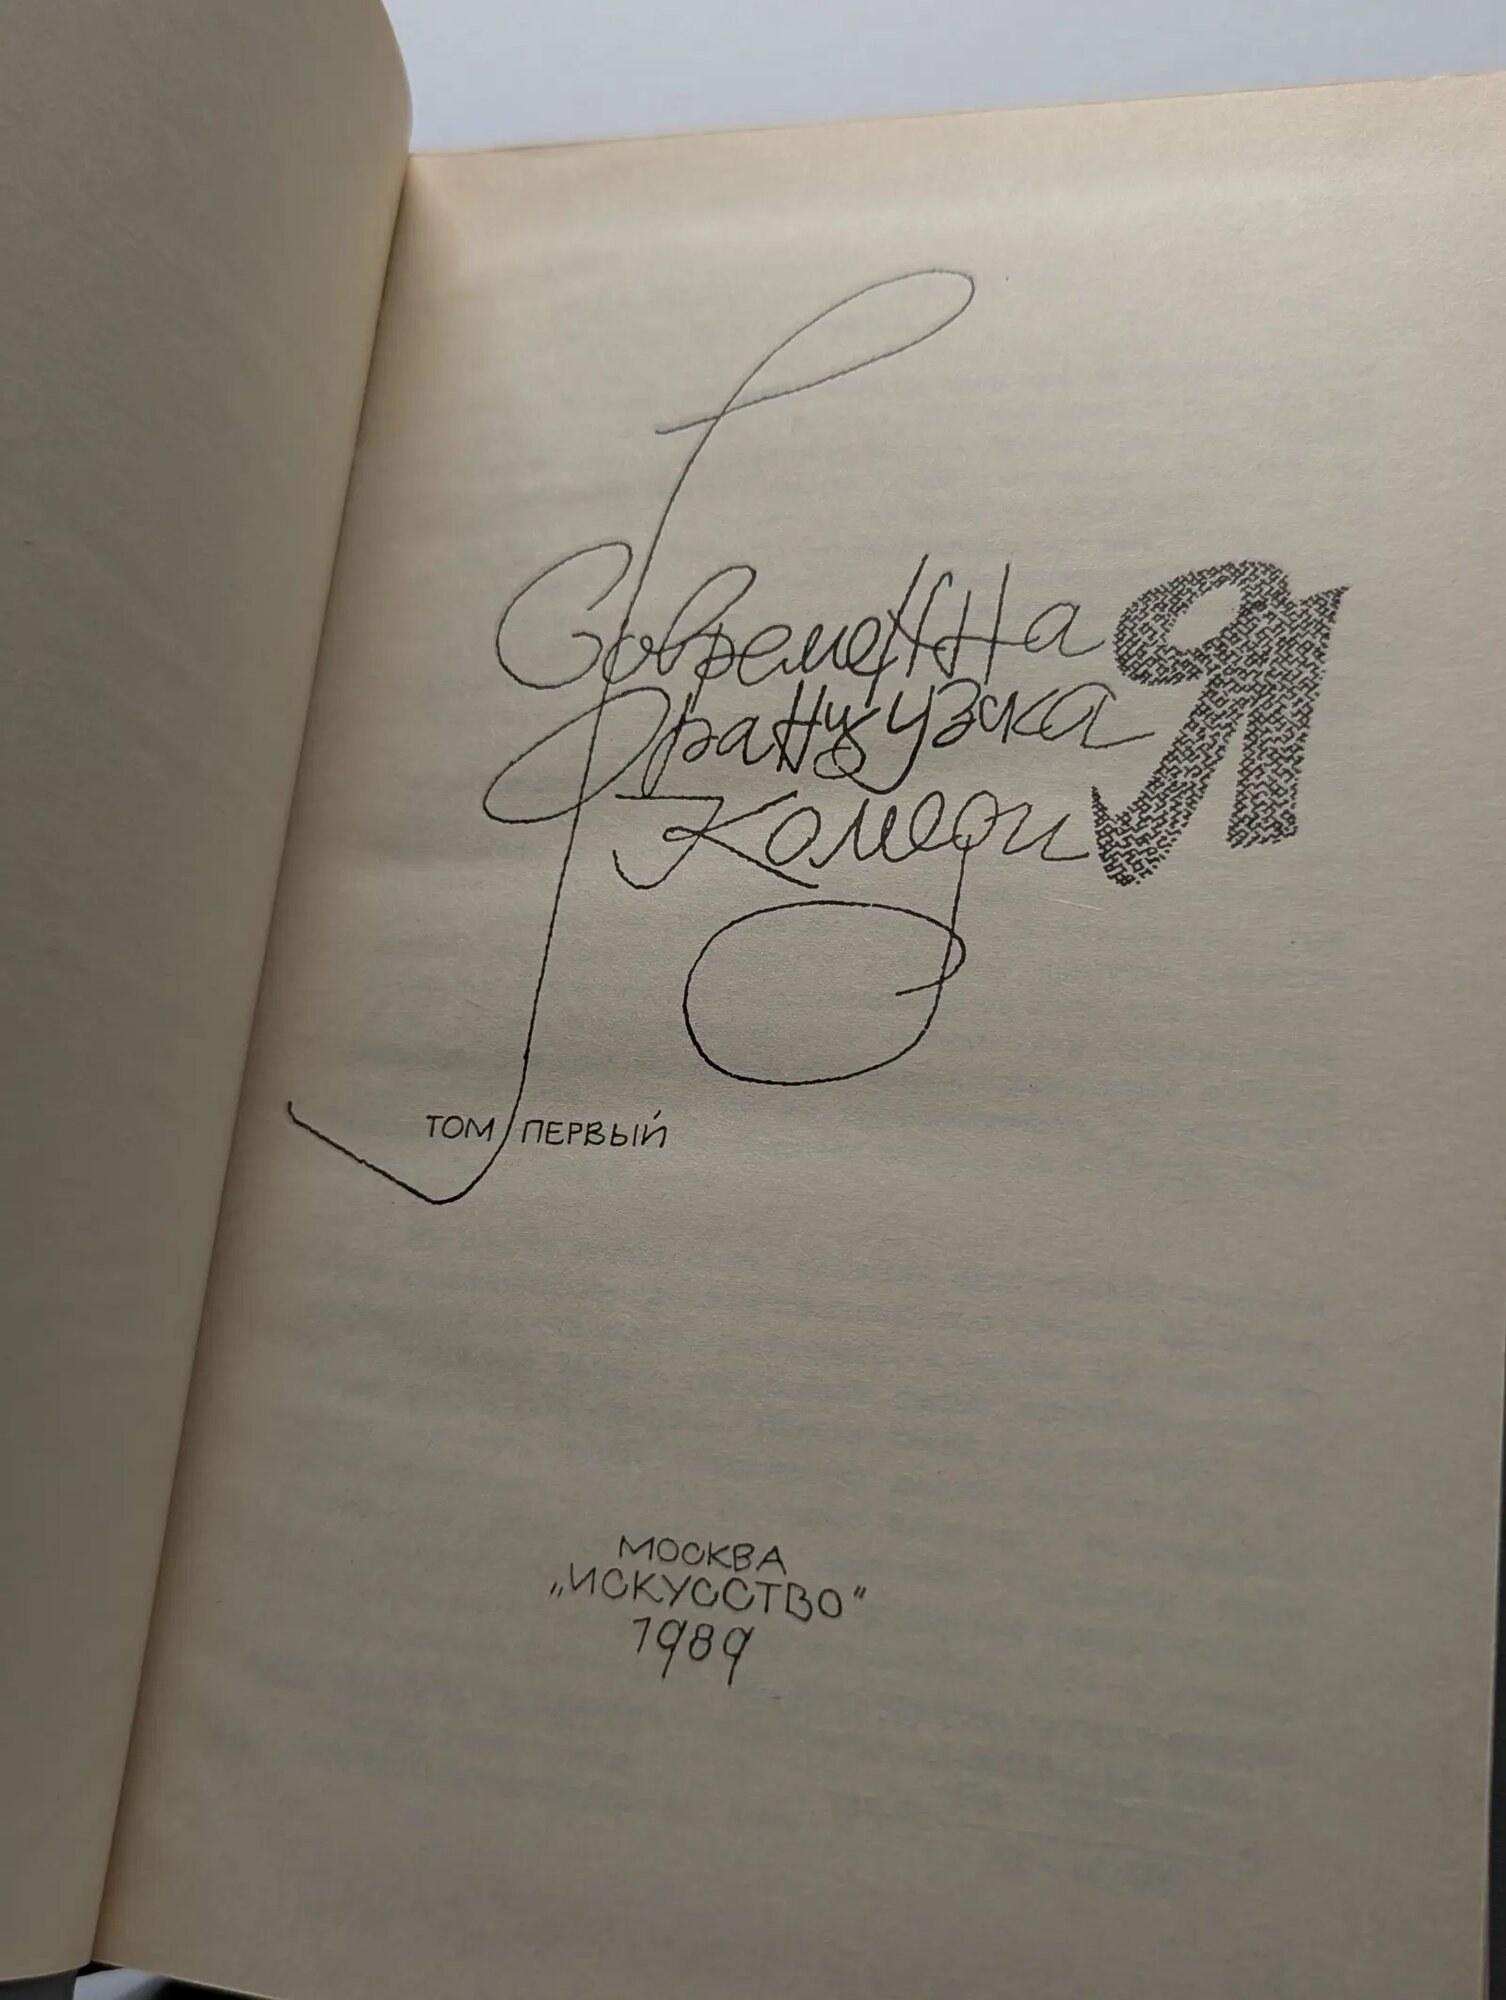 Современная
французская
комедия
ТОМ ПЕРВЫЙ
МОСКВА
„ИСКУССТВО“
1989